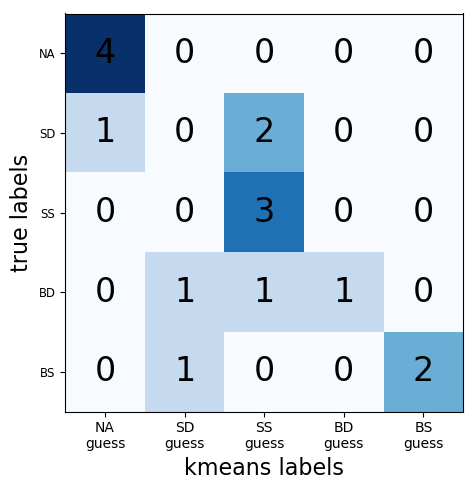 true labels
NA 4 0 0 0 0
SD 1 0 2 0 0
SS 0 0 3 0 0
BD 0 1 1 1 0
BS 0 1 0 0 2
NA SD SS BD BS
guess guess guess guess guess
kmeans labels